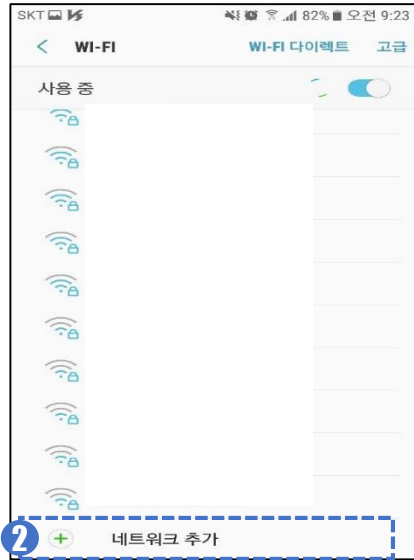 SKT 82% 오전 9:23
< WI-FI WI-FI 다이렉트 고급
사용 중
2 + 네트워크 추가